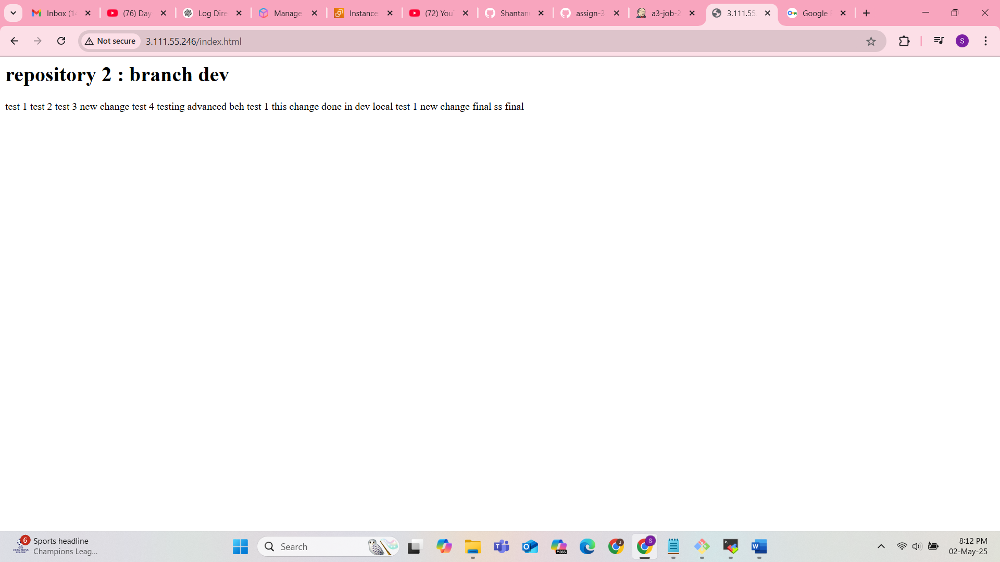 Inbox (14
(76) Day
Log Dire
Manage
Instance
(72) You
Shantan
assign-3
a3-job-2
3.111.55
Google
Not secure
3.111.55.246/index.html
S
repository 2 : branch dev
test 1 test 2 test 3 new change test 4 testing advanced beh test 1 this change done in dev local test 1 new change final ss final
6
Sports headline
Champions Leag...
Search
M365
J
S
W
8:12 PM
02-May-25